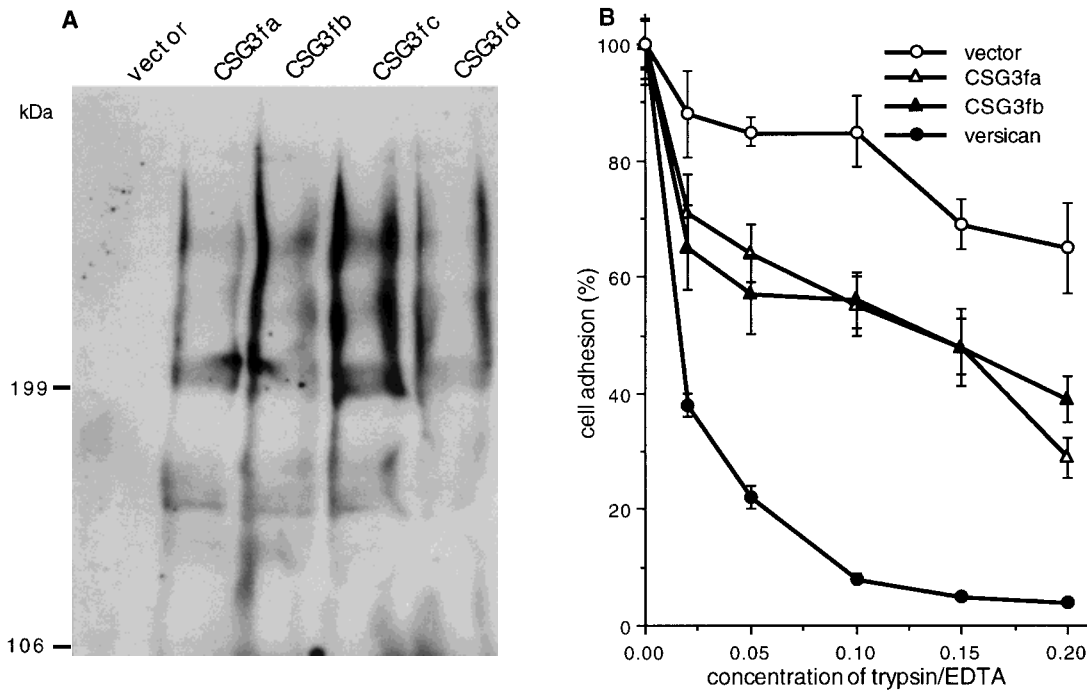 A
vector
CSG3fa
CSG3fb
CSG3fc
CSG3fd
kDa
199
106
B
100
80
60
40
20
0
cell adhesion (%)
vector
CSG3fa
CSG3fb
versican
0.00 0.05 0.10 0.15 0.20
concentration of trypsin/EDTA